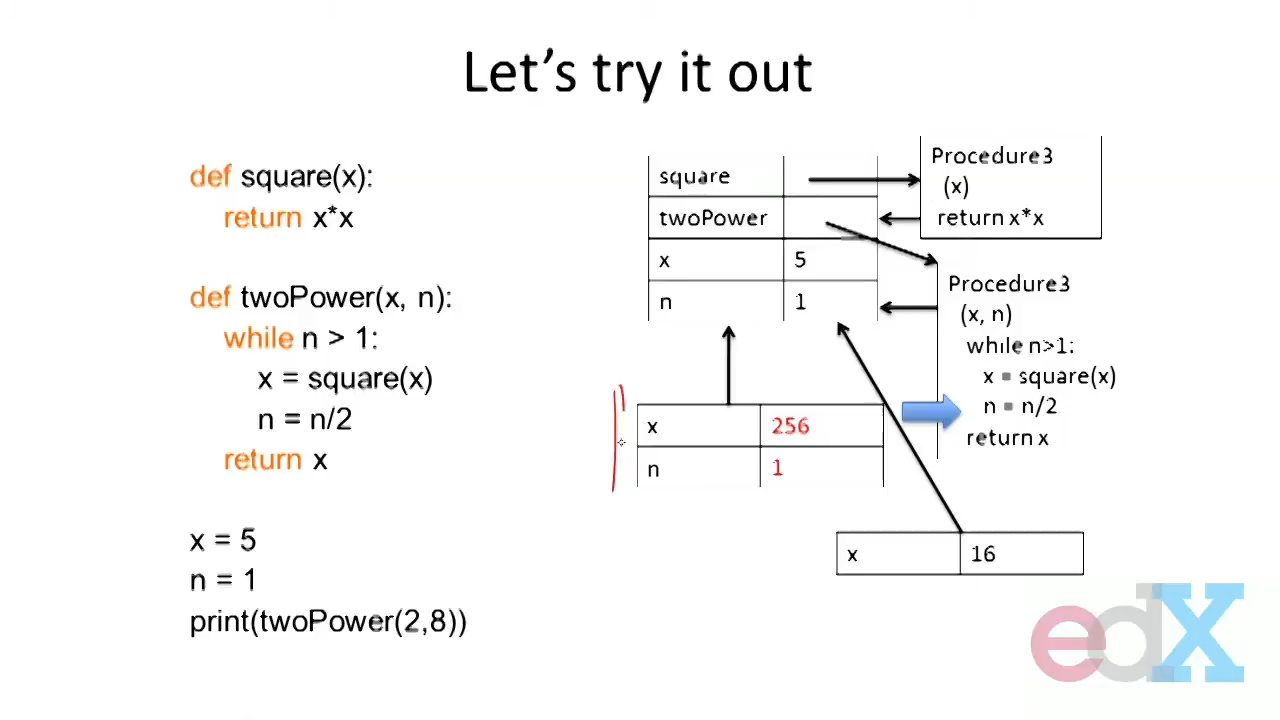 Let's try it out
def square(x):
return x*x
def twoPower(x, n):
while n > 1:
x = square(x)
n = n/2
return x
x = 5
n = 1
print(twoPower(2,8))
square
twoPower
x 5
n 1
Procedure3
(x)
return x*x
Procedure3
(x, n)
while n>1:
x = square(x)
n = n/2
return x
x 256
n 1
x 16
edX